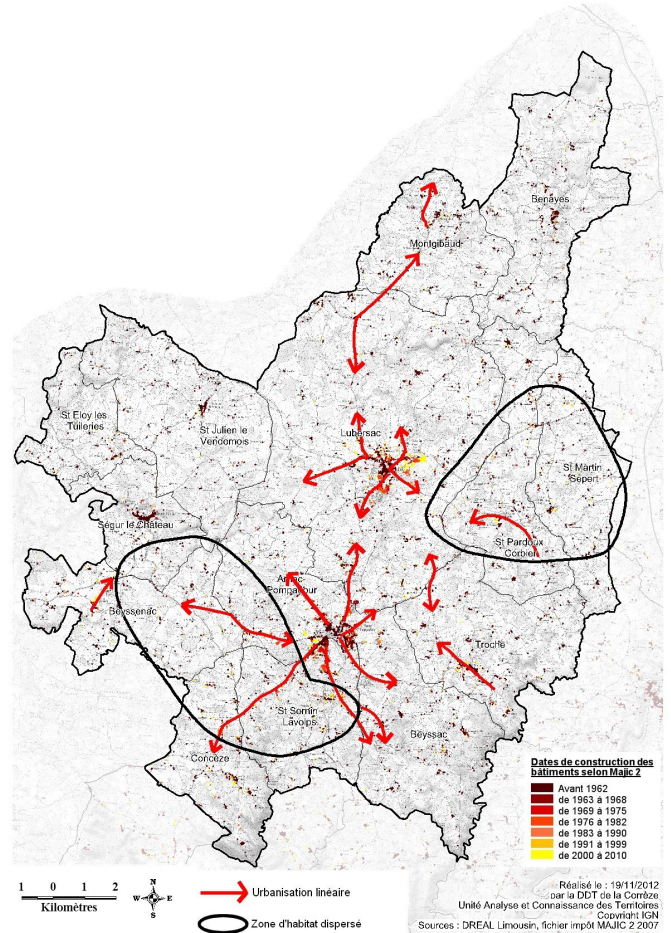 Benayes
Montgibaud
St Eloy les
Tuileries
St Julien le
Vendomois
Lubersac
St Martin
Sepert
Ségur le Château
St Pardoux
Corbier
Arnac
Pompadour
Beyssenac
Troche
St Sornin
Lavolps
Beyssac
Concèze
Dates de construction des
bâtiments selon Majic 2
Avant 1962
de 1963 à 1968
de 1969 à 1975
de 1976 à 1982
de 1983 à 1990
de 1991 à 1999
de 2000 à 2010
1 0 1 2
Kilomètres
N
W E
S
Urbanisation linéaire
Zone d'habitat dispersé
Réalisé le : 19/11/2012
par la DDT de la Corrèze
Unité Analyse et Connaissance des Territoires
Copyright IGN
Sources : DREAL Limousin, fichier impôt MAJIC 2 2007